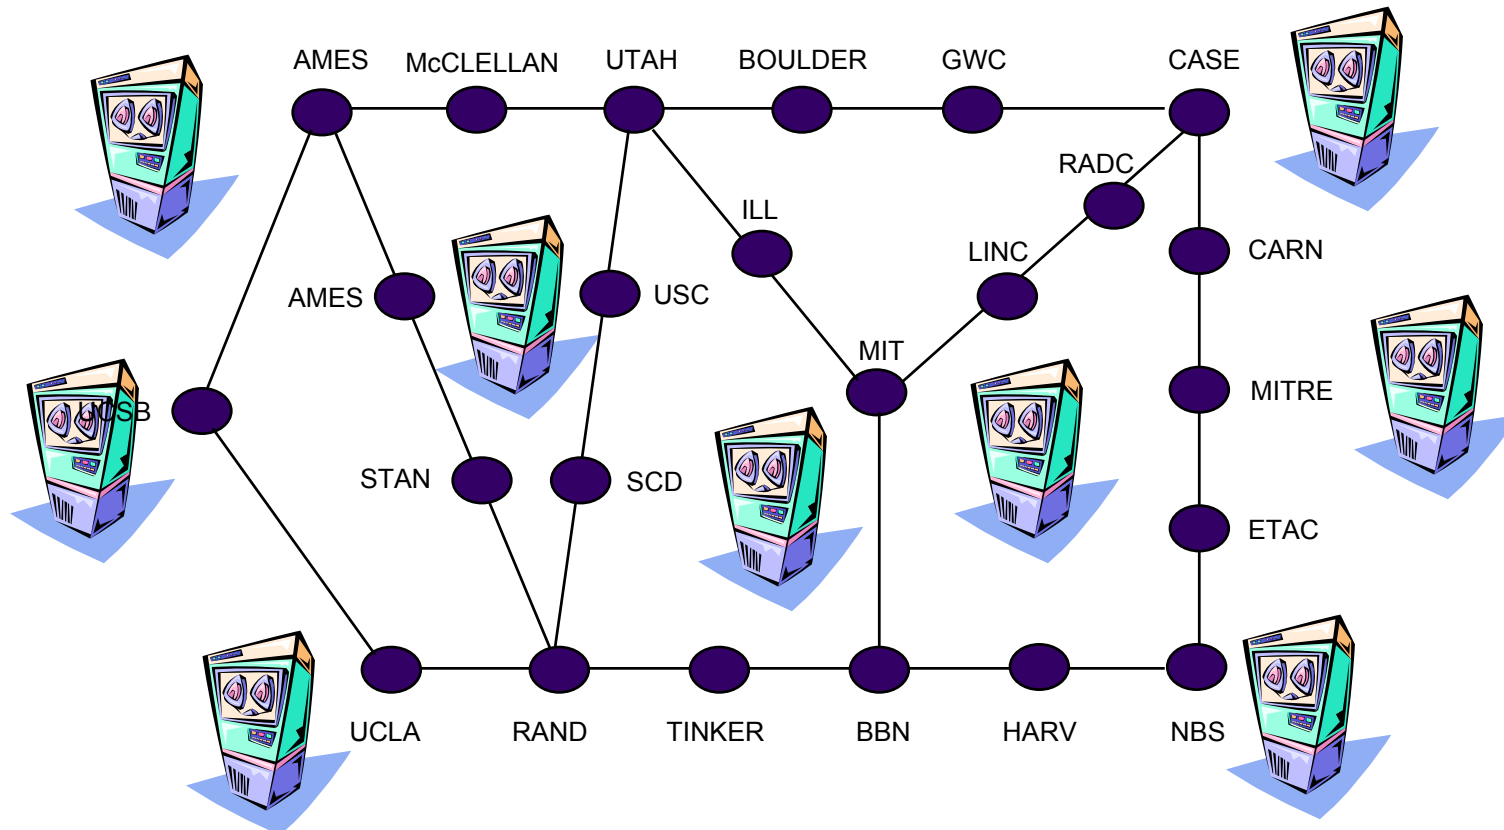 AMES
McCLELLAN
UTAH
BOULDER
GWC
CASE
RADC
ILL
LINC
CARN
AMES
USC
MIT
MITRE
UCSB
STAN
SCD
ETAC
UCLA
RAND
TINKER
BBN
HARV
NBS